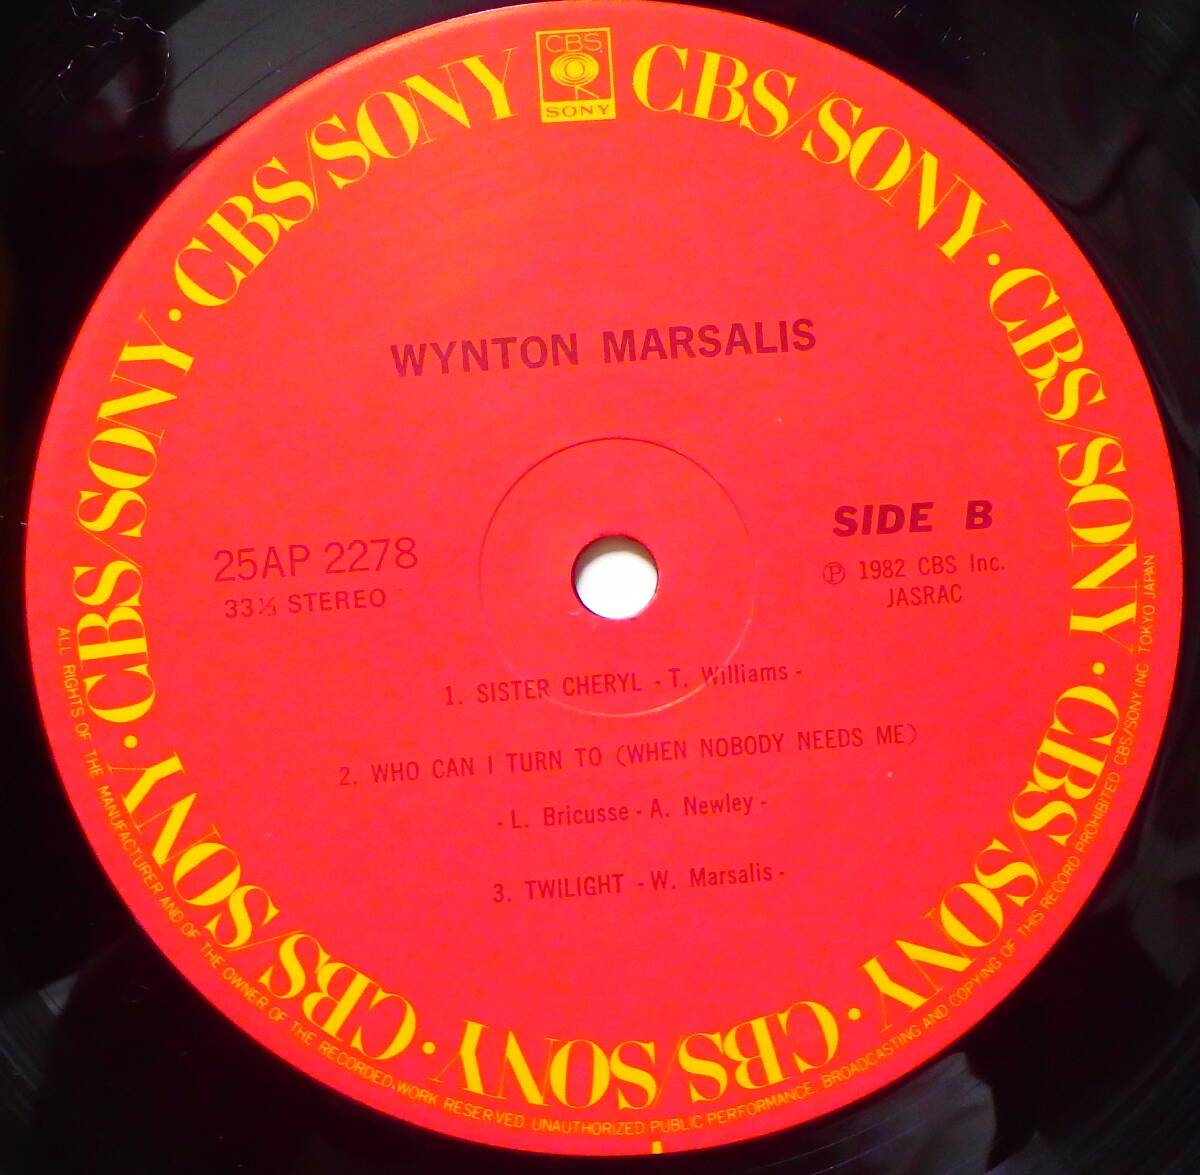 CBS
SONY
CBS/SONY · CBS/SONY · CBS/SONY · CBS/SONY · CBS/SONY · CBS/SONY · CBS/SONY · CBS/SONY
WYNTON MARSALIS
25AP 2278
33⅓ STEREO
SIDE B
Ⓟ 1982 CBS Inc.
JASRAC
1. SISTER CHERYL - T. Williams -
2. WHO CAN I TURN TO (WHEN NOBODY NEEDS ME)
- L. Bricusse - A. Newley -
3. TWILIGHT - W. Marsalis -
ALL RIGHTS OF THE MANUFACTURER AND OF THE OWNER OF THE RECORDED WORK RESERVED UNAUTHORIZED PUBLIC PERFORMANCE. BROADCASTING AND COPYING OF THIS RECORD PROHIBITED CBS/SONY INC TOKYO JAPAN